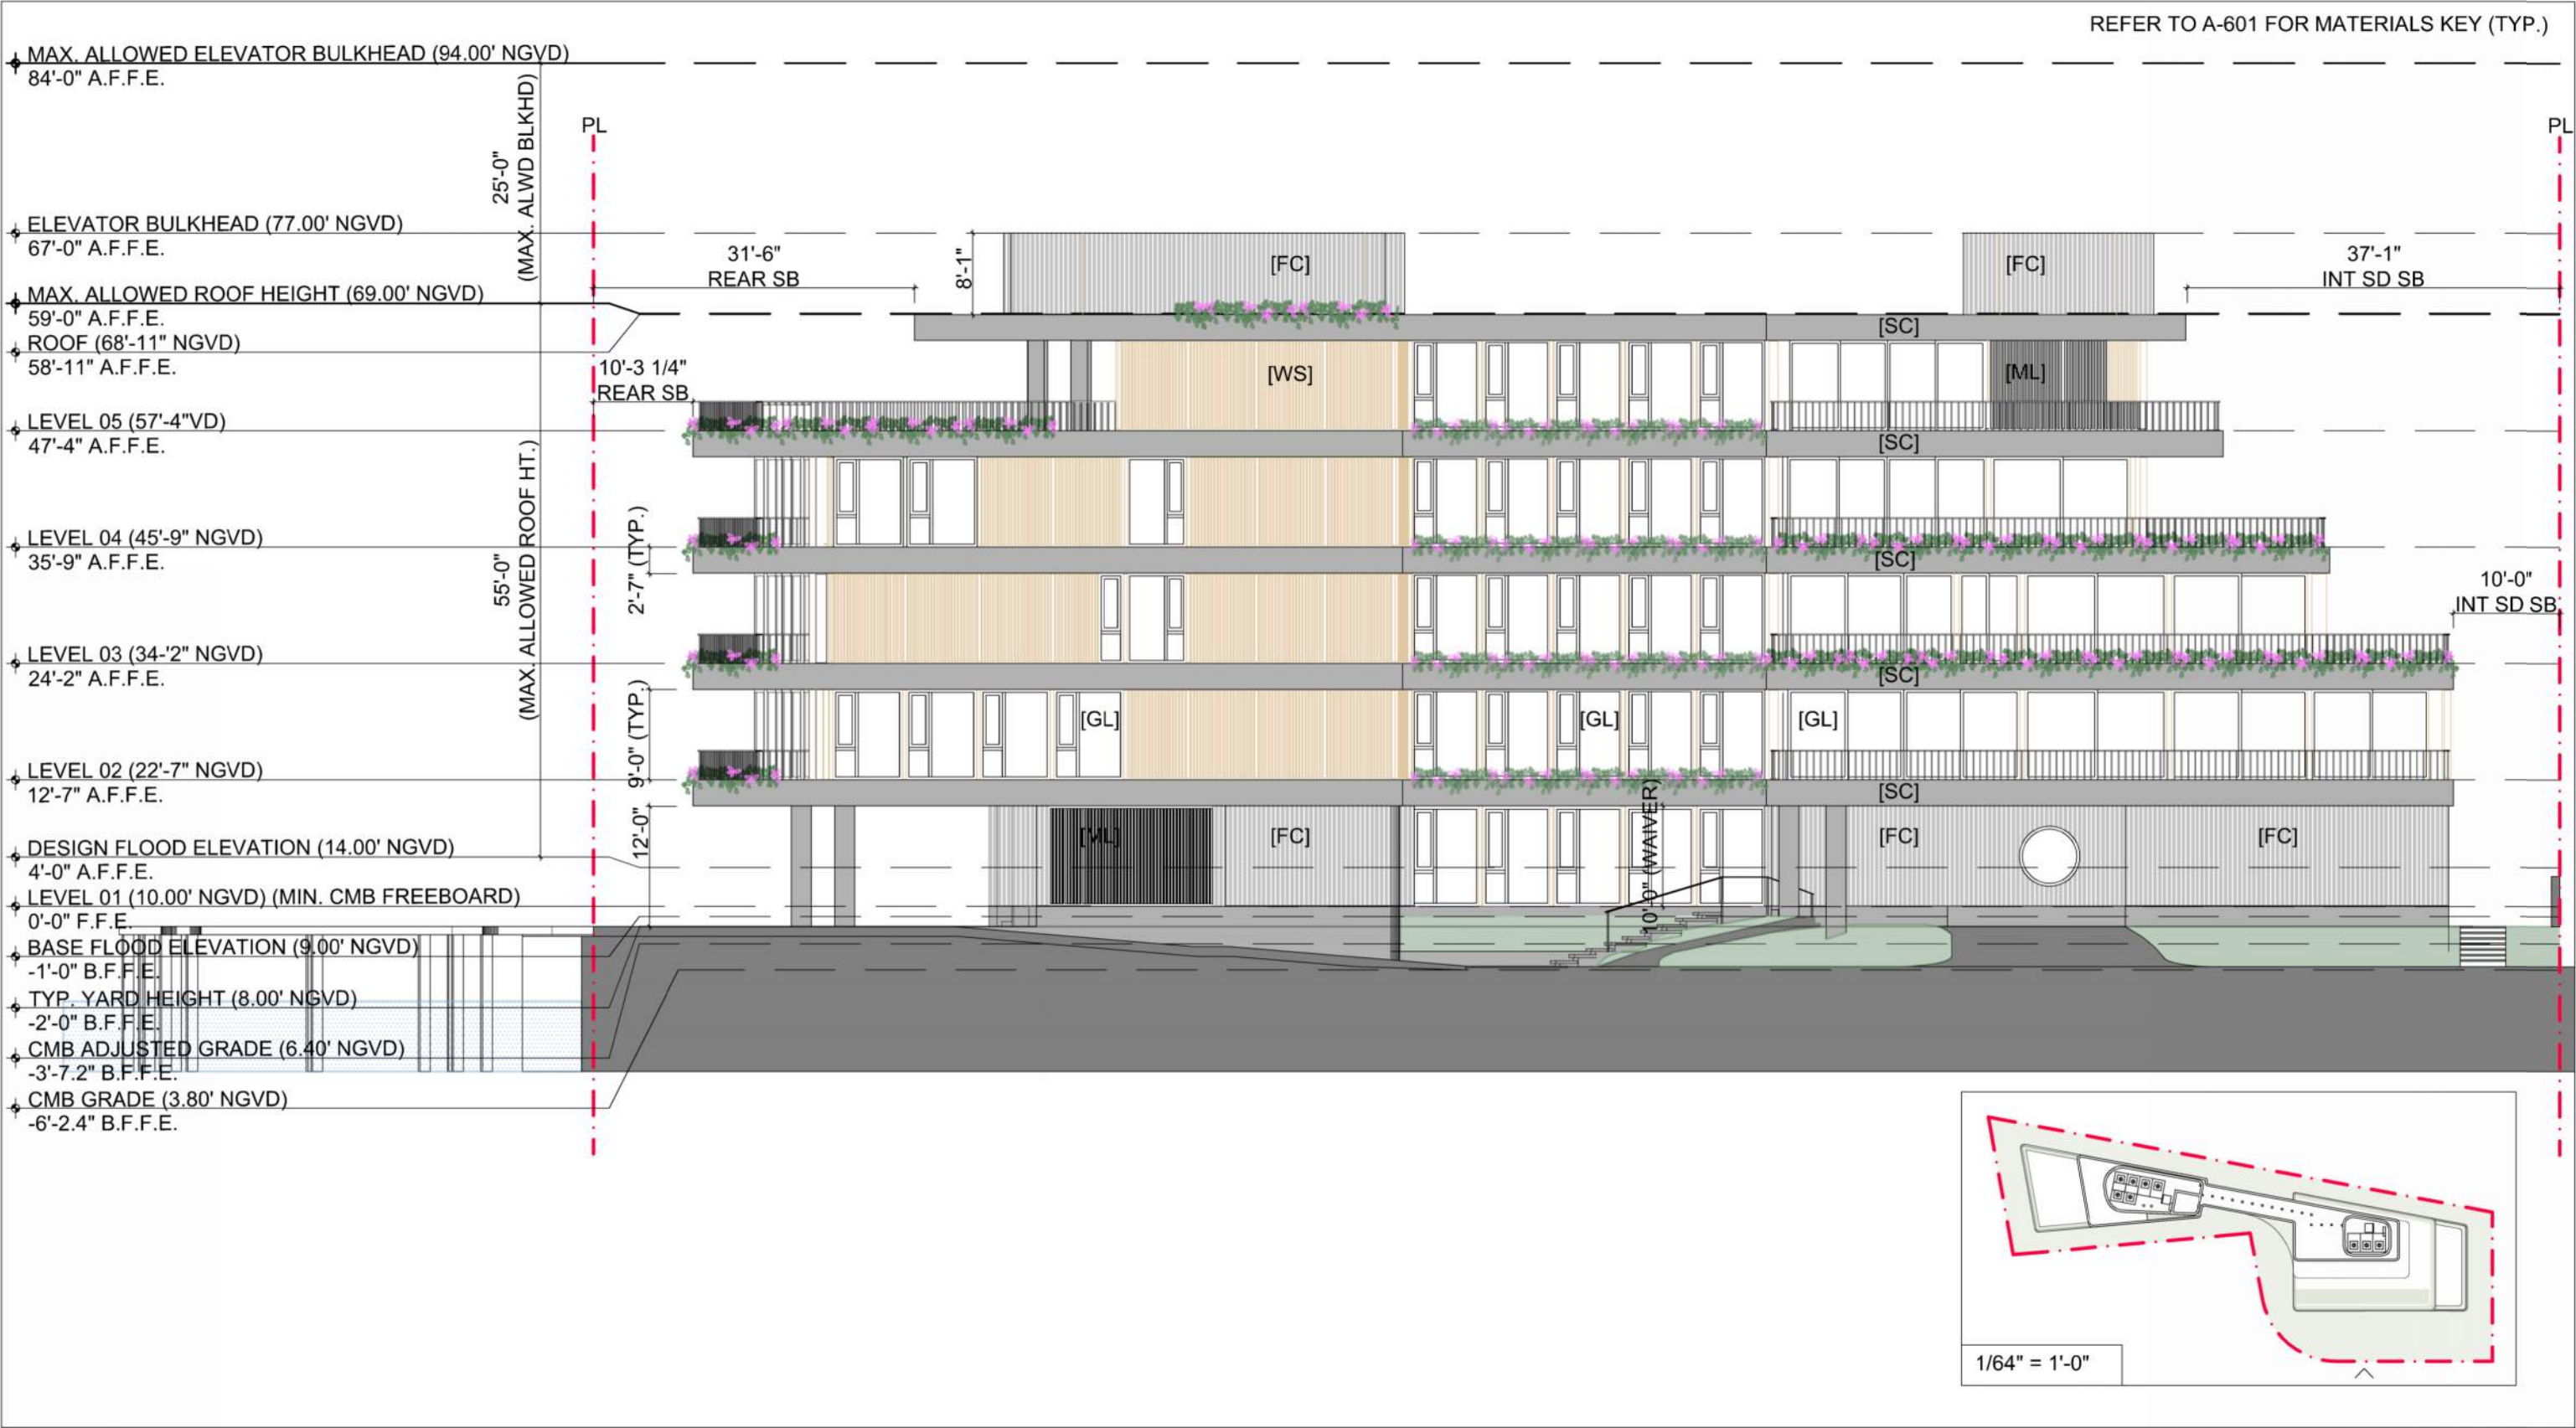 REFER TO A-601 FOR MATERIALS KEY (TYP.)
MAX. ALLOWED ELEVATOR BULKHEAD (94.00' NGVD)
84'-0" A.F.F.E.
25'-0"
(MAX. ALWD BLKHD)
PL
PL
ELEVATOR BULKHEAD (77.00' NGVD)
67'-0" A.F.F.E.
31'-6"
REAR SB
8'-1"
[FC]
[FC]
37'-1"
INT SD SB
MAX. ALLOWED ROOF HEIGHT (69.00' NGVD)
59'-0" A.F.F.E.
ROOF (68'-11" NGVD)
58'-11" A.F.F.E.
[SC]
10'-3 1/4"
REAR SB
[WS]
[ML]
LEVEL 05 (57'-4"VD)
47'-4" A.F.F.E.
[SC]
55'-0"
(MAX. ALLOWED ROOF HT.)
LEVEL 04 (45'-9" NGVD)
35'-9" A.F.F.E.
2'-7" (TYP.)
[SC]
10'-0"
INT SD SB
LEVEL 03 (34-'2" NGVD)
24'-2" A.F.F.E.
[SC]
9'-0" (TYP.)
[GL]
[GL]
[GL]
LEVEL 02 (22'-7" NGVD)
12'-7" A.F.F.E.
[SC]
12'-0"
[ML]
[FC]
10'-0" (WAIVER)
[FC]
[FC]
DESIGN FLOOD ELEVATION (14.00' NGVD)
4'-0" A.F.F.E.
LEVEL 01 (10.00' NGVD) (MIN. CMB FREEBOARD)
0'-0" F.F.E.
BASE FLOOD ELEVATION (9.00' NGVD)
-1'-0" B.F.F.E.
TYP. YARD HEIGHT (8.00' NGVD)
-2'-0" B.F.F.E.
CMB ADJUSTED GRADE (6.40' NGVD)
-3'-7.2" B.F.F.E.
CMB GRADE (3.80' NGVD)
-6'-2.4" B.F.F.E.
1/64" = 1'-0"